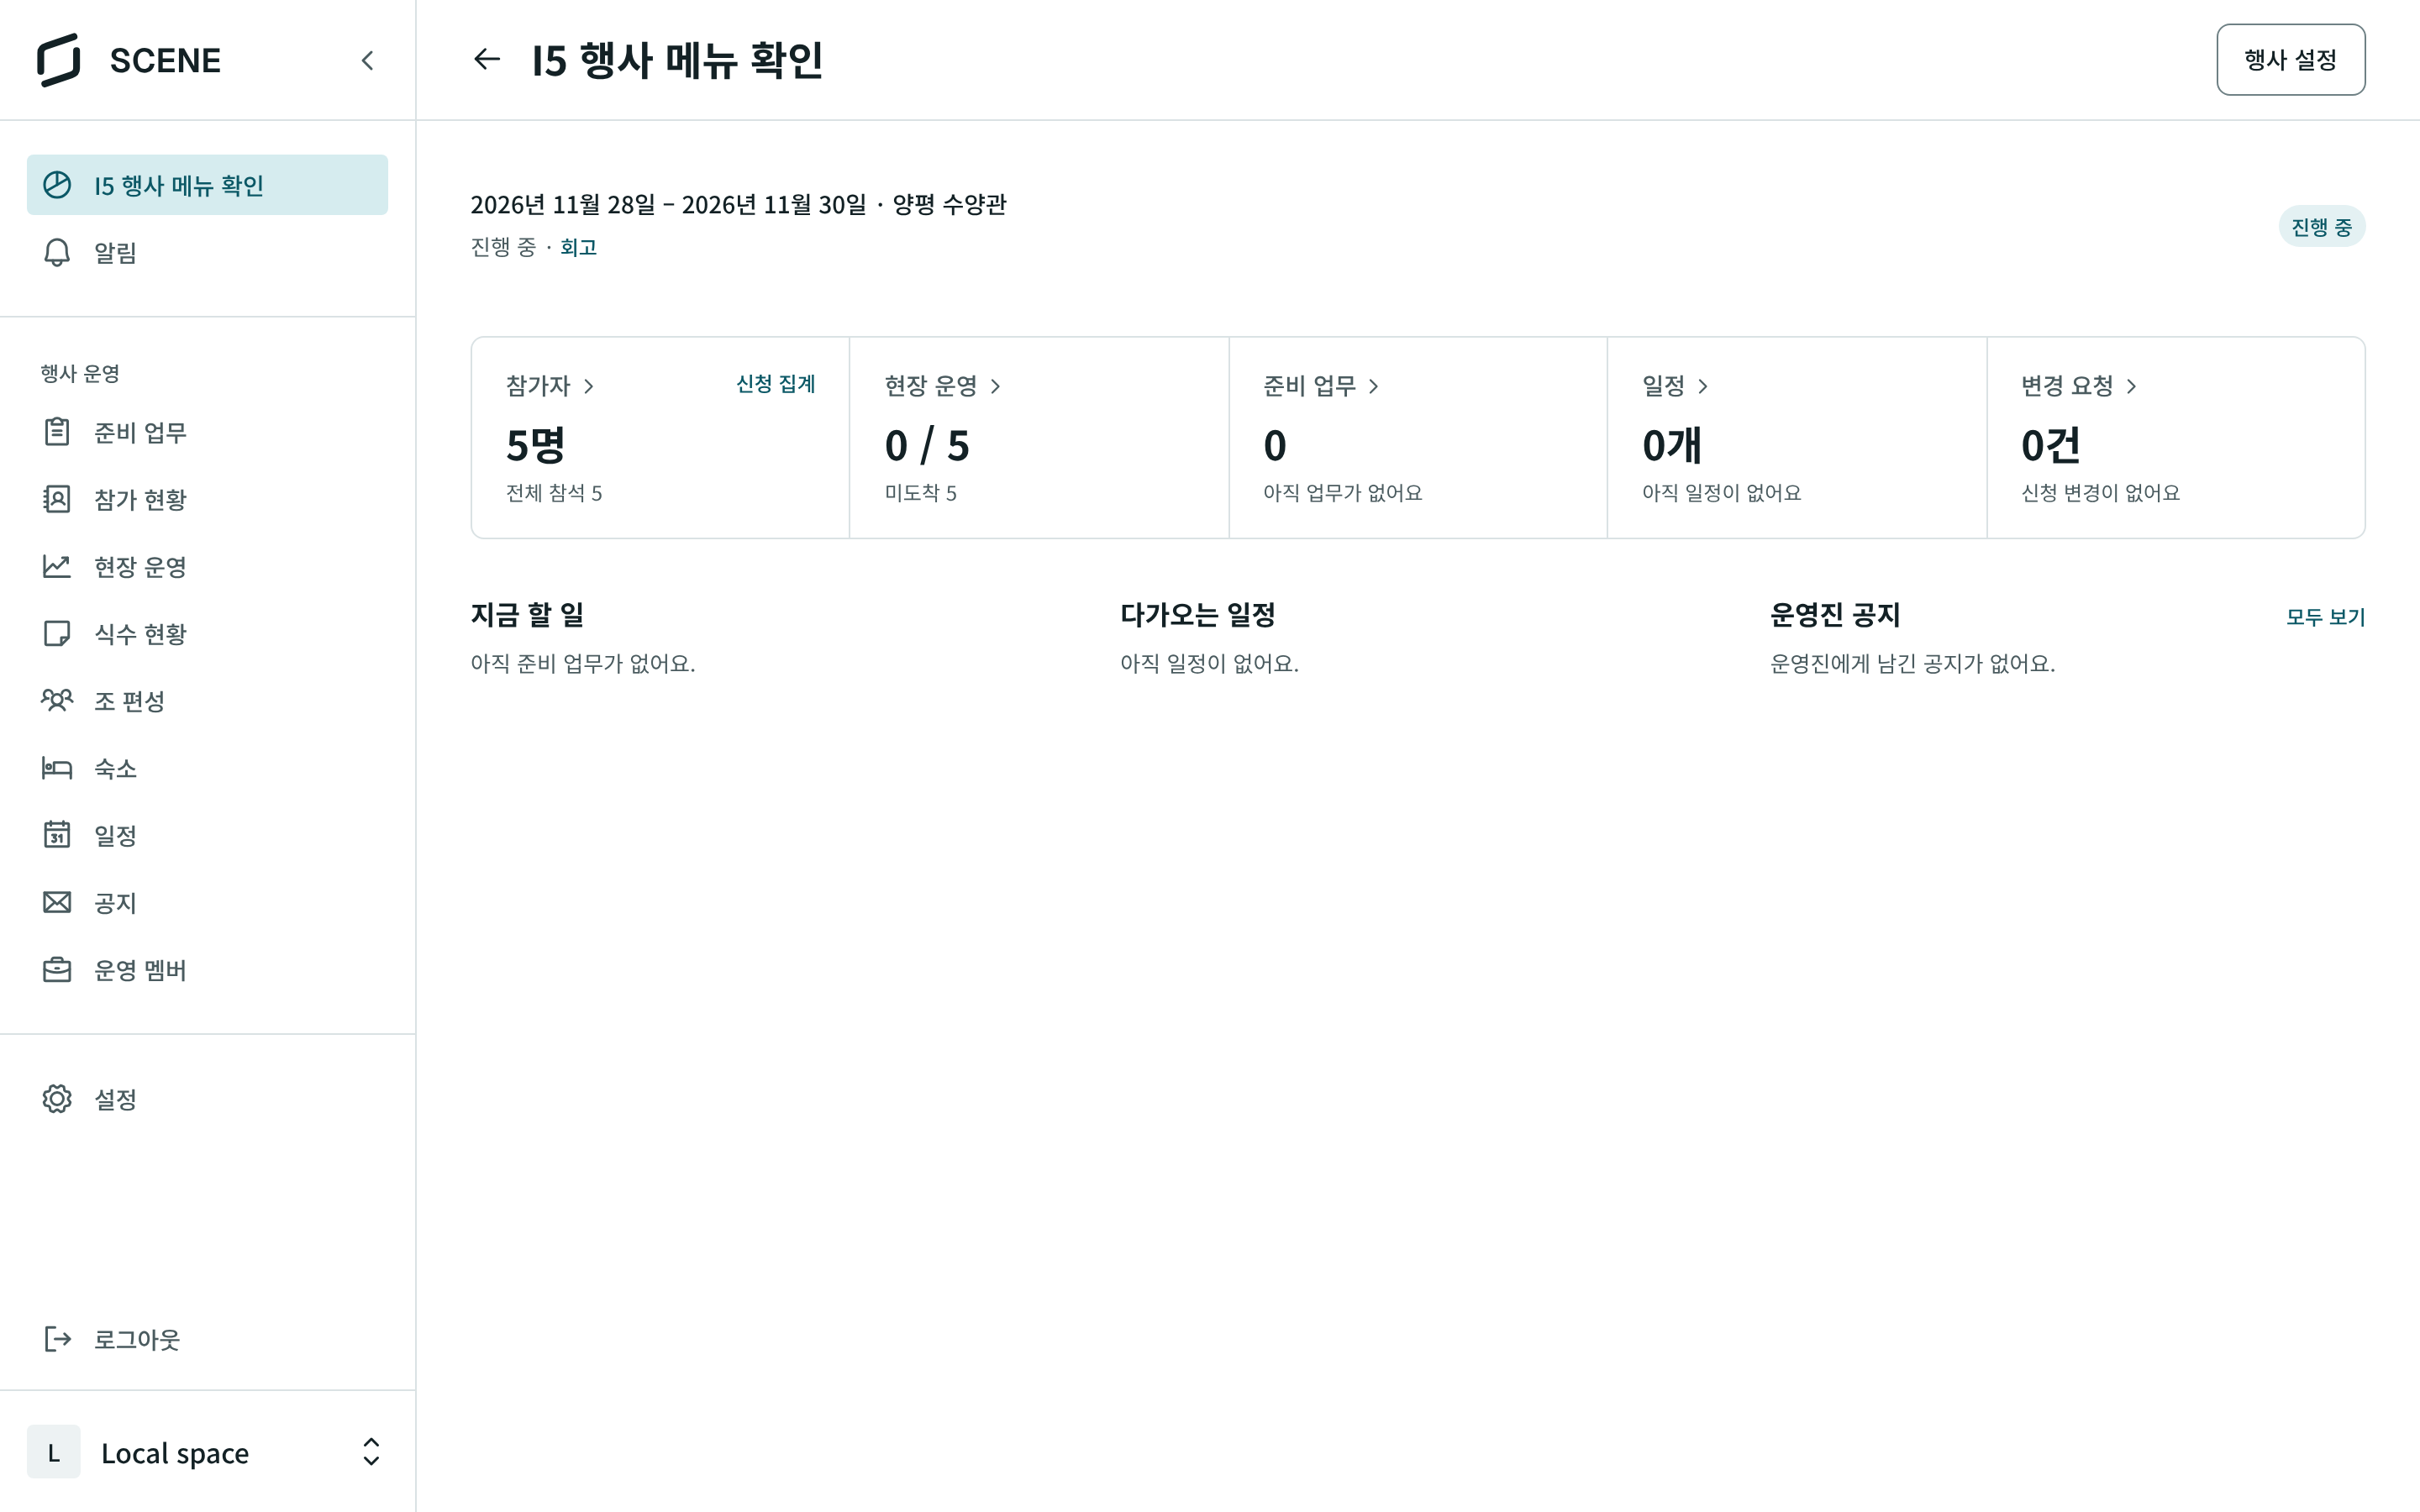 SCENE
I5 행사 메뉴 확인
행사 설정
I5 행사 메뉴 확인
알림
행사 운영
준비 업무
참가 현황
현장 운영
식수 현황
조 편성
숙소
31
일정
공지
운영 멤버
설정
로그아웃
L
Local space
2026년 11월 28일 – 2026년 11월 30일 · 양평 수양관
진행 중 · 회고
진행 중
참가자
신청 집계
5명
전체 참석 5
현장 운영
0 / 5
미도착 5
준비 업무
0
아직 업무가 없어요
일정
0개
아직 일정이 없어요
변경 요청
0건
신청 변경이 없어요
지금 할 일
아직 준비 업무가 없어요.
다가오는 일정
아직 일정이 없어요.
운영진 공지
모두 보기
운영진에게 남긴 공지가 없어요.